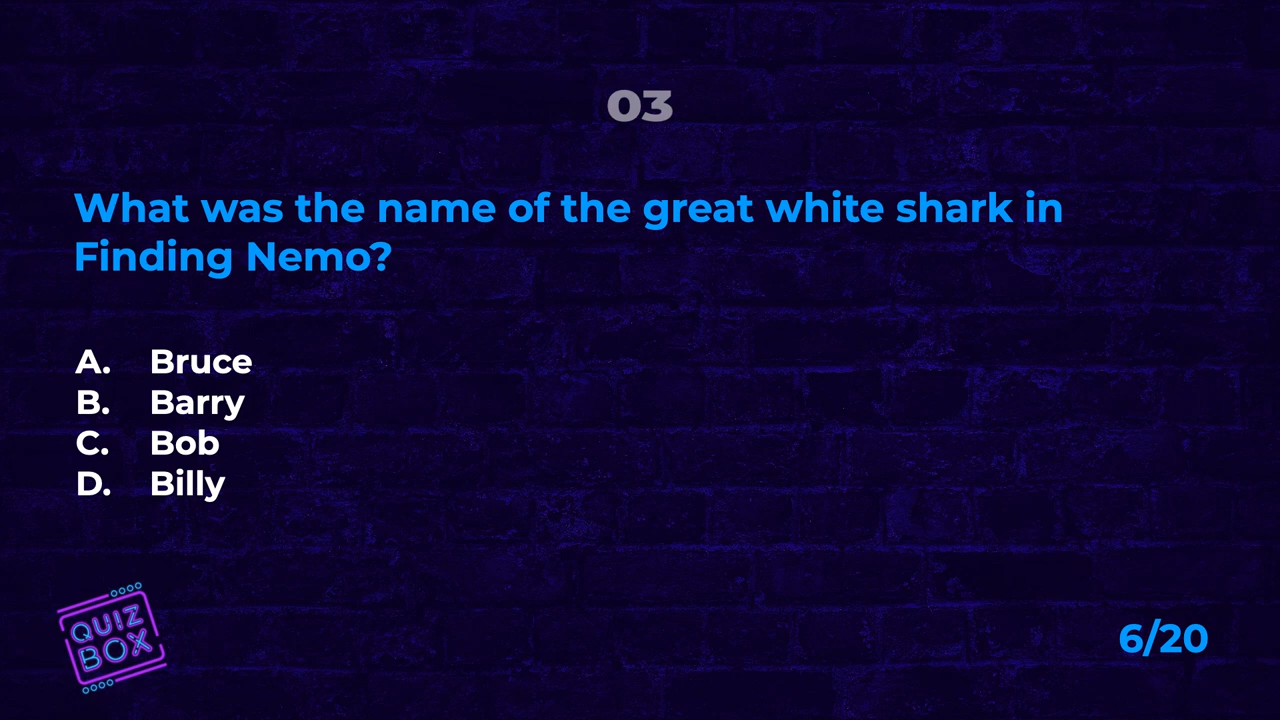 03
What was the name of the great white shark in
Finding Nemo?
A. Bruce
B. Barry
C. Bob
D. Billy
QUIZ
BOX
6/20